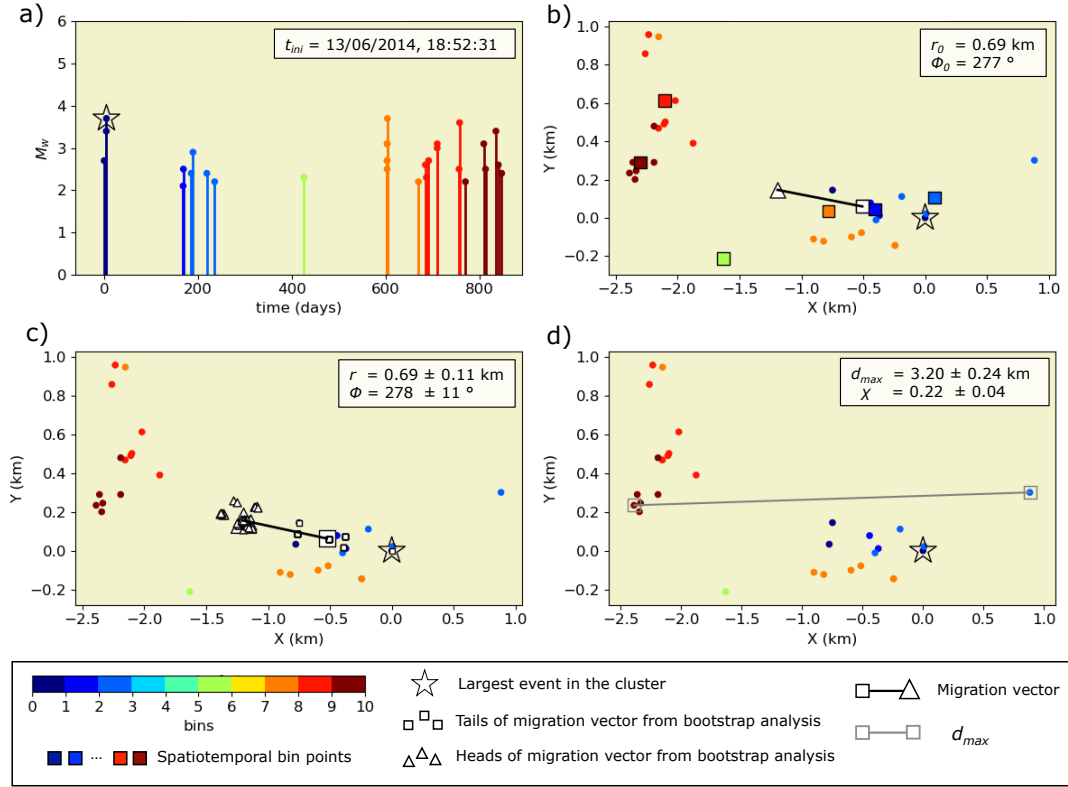 a)
6
5
4
3
2
1
0
M_w
t_ini = 13/06/2014, 18:52:31
0 200 400 600 800
time (days)
b)
1.0
0.8
0.6
0.4
0.2
0.0
−0.2
Y (km)
r_0 = 0.69 km
Φ_0 = 277 °
−2.5 −2.0 −1.5 −1.0 −0.5 0.0 0.5 1.0
X (km)
c)
1.0
0.8
0.6
0.4
0.2
0.0
−0.2
Y (km)
r = 0.69 ± 0.11 km
Φ = 278 ± 11 °
−2.5 −2.0 −1.5 −1.0 −0.5 0.0 0.5 1.0
X (km)
d)
1.0
0.8
0.6
0.4
0.2
0.0
−0.2
Y (km)
d_max = 3.20 ± 0.24 km
χ = 0.22 ± 0.04
−2.5 −2.0 −1.5 −1.0 −0.5 0.0 0.5 1.0
X (km)
0 1 2 3 4 5 6 7 8 9 10
bins
... Spatiotemporal bin points
Largest event in the cluster
Tails of migration vector from bootstrap analysis
Heads of migration vector from bootstrap analysis
Migration vector
d_max